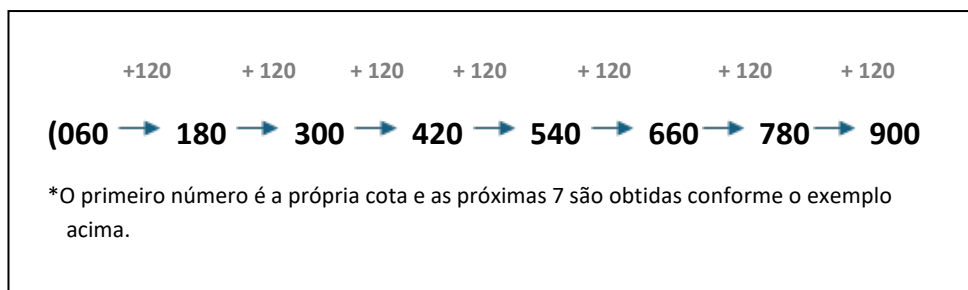 +120 + 120 + 120 + 120 + 120 + 120 + 120
(060 180 300 420 540 660 780 900
*O primeiro número é a própria cota e as próximas 7 são obtidas conforme o exemplo
acima.